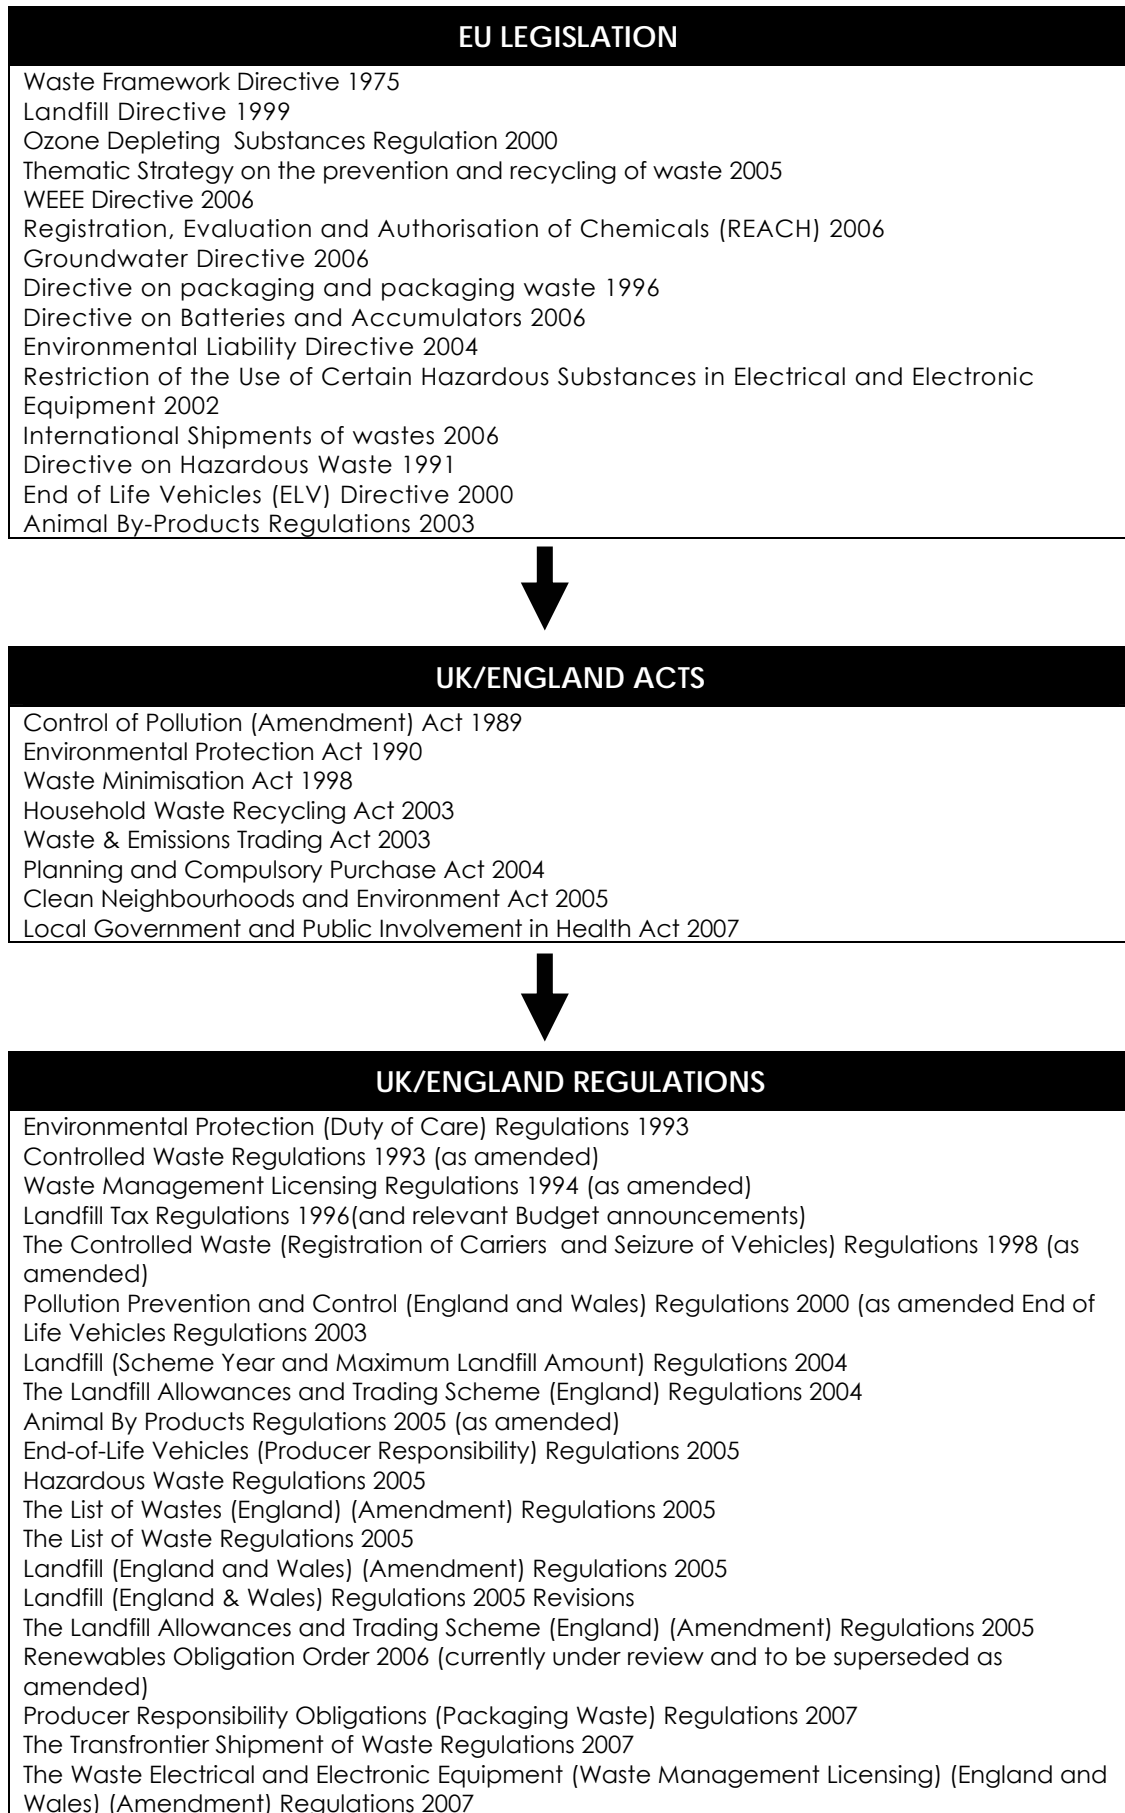 EU LEGISLATION
Waste Framework Directive 1975
Landfill Directive 1999
Ozone Depleting  Substances Regulation 2000
Thematic Strategy on the prevention and recycling of waste 2005
WEEE Directive 2006
Registration, Evaluation and Authorisation of Chemicals (REACH) 2006
Groundwater Directive 2006
Directive on packaging and packaging waste 1996
Directive on Batteries and Accumulators 2006
Environmental Liability Directive 2004
Restriction of the Use of Certain Hazardous Substances in Electrical and Electronic
Equipment 2002
International Shipments of wastes 2006
Directive on Hazardous Waste 1991
End of Life Vehicles (ELV) Directive 2000
Animal By-Products Regulations 2003
UK/ENGLAND ACTS
Control of Pollution (Amendment) Act 1989
Environmental Protection Act 1990
Waste Minimisation Act 1998
Household Waste Recycling Act 2003
Waste & Emissions Trading Act 2003
Planning and Compulsory Purchase Act 2004
Clean Neighbourhoods and Environment Act 2005
Local Government and Public Involvement in Health Act 2007
UK/ENGLAND REGULATIONS
Environmental Protection (Duty of Care) Regulations 1993
Controlled Waste Regulations 1993 (as amended)
Waste Management Licensing Regulations 1994 (as amended)
Landfill Tax Regulations 1996(and relevant Budget announcements)
The Controlled Waste (Registration of Carriers  and Seizure of Vehicles) Regulations 1998 (as
amended)
Pollution Prevention and Control (England and Wales) Regulations 2000 (as amended End of
Life Vehicles Regulations 2003
Landfill (Scheme Year and Maximum Landfill Amount) Regulations 2004
The Landfill Allowances and Trading Scheme (England) Regulations 2004
Animal By Products Regulations 2005 (as amended)
End-of-Life Vehicles (Producer Responsibility) Regulations 2005
Hazardous Waste Regulations 2005
The List of Wastes (England) (Amendment) Regulations 2005
The List of Waste Regulations 2005
Landfill (England and Wales) (Amendment) Regulations 2005
Landfill (England & Wales) Regulations 2005 Revisions
The Landfill Allowances and Trading Scheme (England) (Amendment) Regulations 2005
Renewables Obligation Order 2006 (currently under review and to be superseded as
amended)
Producer Responsibility Obligations (Packaging Waste) Regulations 2007
The Transfrontier Shipment of Waste Regulations 2007
The Waste Electrical and Electronic Equipment (Waste Management Licensing) (England and
Wales) (Amendment) Regulations 2007